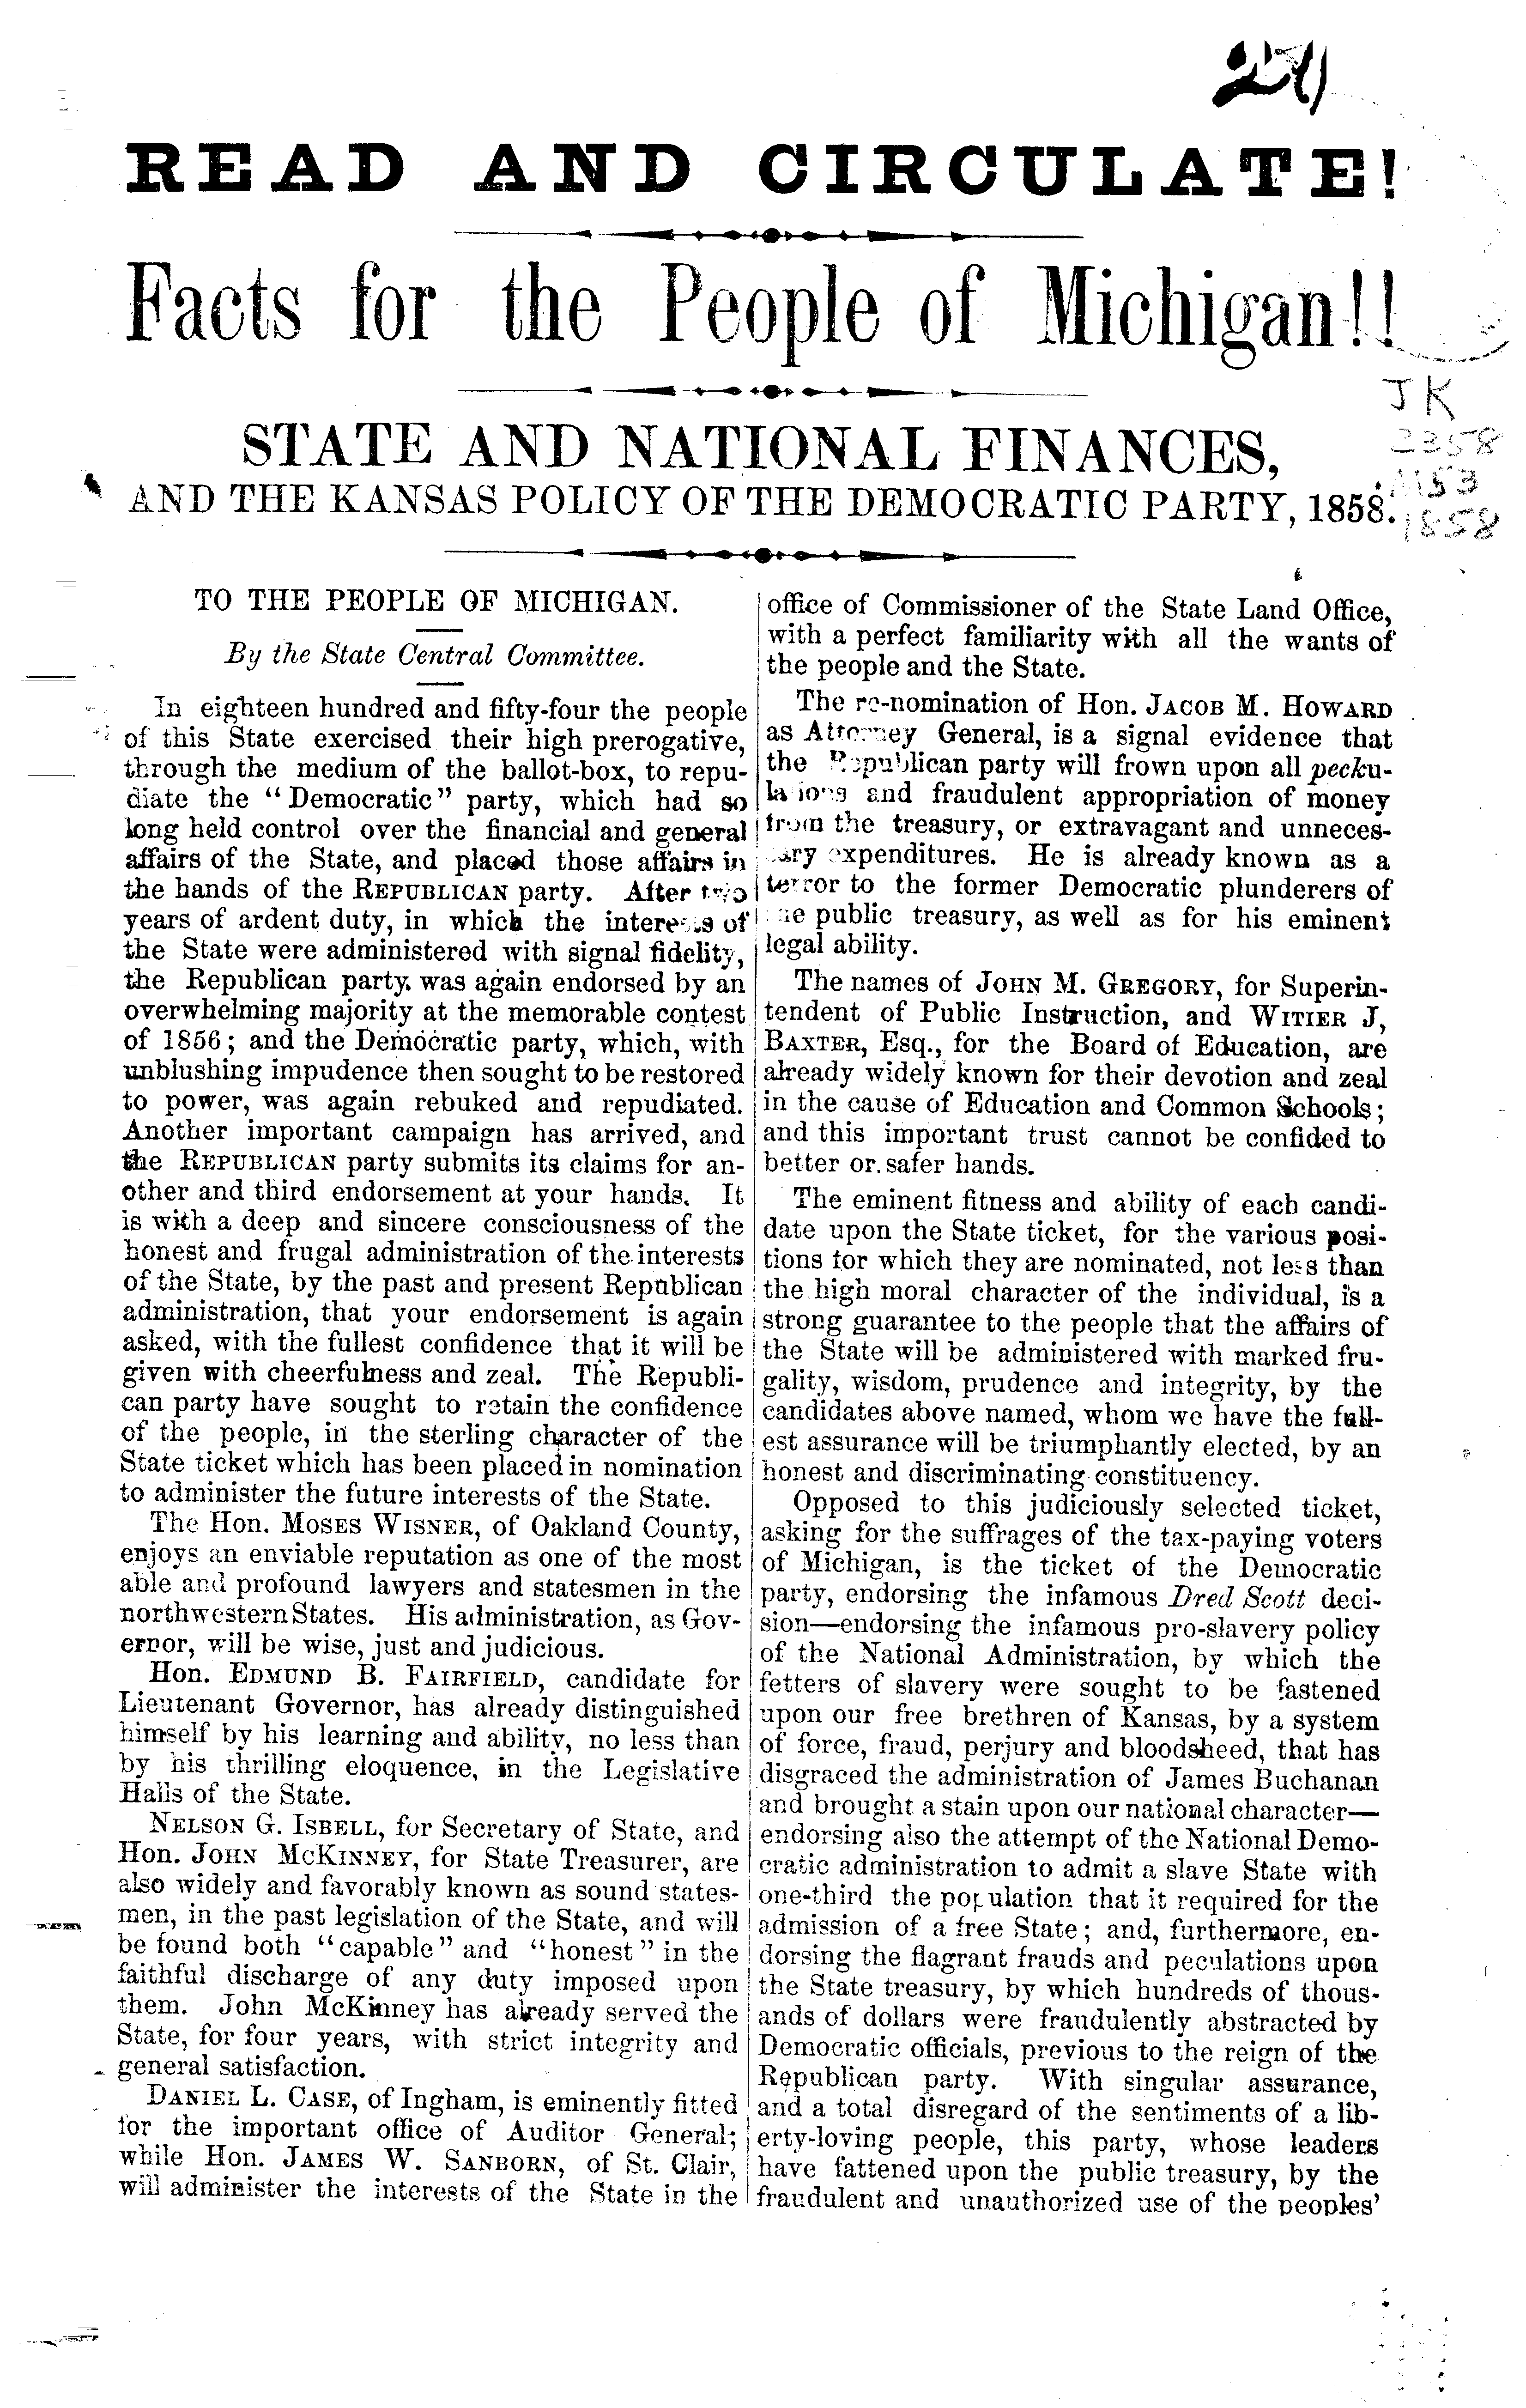 READ AND CIRCULATE!
Facts for the People of Michigan!!
JK
2358
.M53
1858
STATE AND NATIONAL FINANCES,
AND THE KANSAS POLICY OF THE DEMOCRATIC PARTY, 1858.
TO THE PEOPLE OF MICHIGAN.
By the State Central Committee.
In eighteen hundred and fifty-four the people
of this State exercised their high prerogative,
through the medium of the ballot-box, to repu-
diate the "Democratic" party, which had so
long held control over the financial and general
affairs of the State, and placed those affairs in
the hands of the REPUBLICAN party. After two
years of ardent duty, in which the interests of
the State were administered with signal fidelity,
the Republican party was again endorsed by an
overwhelming majority at the memorable contest
of 1856; and the Democratic party, which, with
unblushing impudence then sought to be restored
to power, was again rebuked and repudiated.
Another important campaign has arrived, and
the REPUBLICAN party submits its claims for an-
other and third endorsement at your hands. It
is with a deep and sincere consciousness of the
honest and frugal administration of the interests
of the State, by the past and present Republican
administration, that your endorsement is again
asked, with the fullest confidence that it will be
given with cheerfulness and zeal. The Republi-
can party have sought to retain the confidence
of the people, in the sterling character of the
State ticket which has been placed in nomination
to administer the future interests of the State.
The Hon. MOSES WISNER, of Oakland County,
enjoys an enviable reputation as one of the most
able and profound lawyers and statesmen in the
northwestern States. His administration, as Gov-
ernor, will be wise, just and judicious.
Hon. EDMUND B. FAIRFIELD, candidate for
Lieutenant Governor, has already distinguished
himself by his learning and ability, no less than
by his thrilling eloquence, in the Legislative
Halls of the State.
NELSON G. ISBELL, for Secretary of State, and
Hon. JOHN MCKINNEY, for State Treasurer, are
also widely and favorably known as sound states-
men, in the past legislation of the State, and will
be found both "capable" and "honest" in the
faithful discharge of any duty imposed upon
them. John McKinney has already served the
State, for four years, with strict integrity and
general satisfaction.
DANIEL L. CASE, of Ingham, is eminently fitted
for the important office of Auditor General;
while Hon. JAMES W. SANBORN, of St. Clair,
will administer the interests of the State in the
office of Commissioner of the State Land Office,
with a perfect familiarity with all the wants of
the people and the State.
The re-nomination of Hon. JACOB M. HOWARD
as Attorney General, is a signal evidence that
the Republican party will frown upon all pecku-
lations and fraudulent appropriation of money
from the treasury, or extravagant and unneces-
sary expenditures. He is already known as a
terror to the former Democratic plunderers of
the public treasury, as well as for his eminent
legal ability.
The names of JOHN M. GREGORY, for Superin-
tendent of Public Instruction, and WITIER J,
BAXTER, Esq., for the Board of Education, are
already widely known for their devotion and zeal
in the cause of Education and Common Schools;
and this important trust cannot be confided to
better or safer hands.
The eminent fitness and ability of each candi-
date upon the State ticket, for the various posi-
tions for which they are nominated, not less than
the high moral character of the individual, is a
strong guarantee to the people that the affairs of
the State will be administered with marked fru-
gality, wisdom, prudence and integrity, by the
candidates above named, whom we have the full-
est assurance will be triumphantly elected, by an
honest and discriminating constituency.
Opposed to this judiciously selected ticket,
asking for the suffrages of the tax-paying voters
of Michigan, is the ticket of the Democratic
party, endorsing the infamous Dred Scott deci-
sion—endorsing the infamous pro-slavery policy
of the National Administration, by which the
fetters of slavery were sought to be fastened
upon our free brethren of Kansas, by a system
of force, fraud, perjury and bloodsheed, that has
disgraced the administration of James Buchanan
and brought a stain upon our national character—
endorsing also the attempt of the National Demo-
cratic administration to admit a slave State with
one-third the population that it required for the
admission of a free State; and, furthermore, en-
dorsing the flagrant frauds and peculations upon
the State treasury, by which hundreds of thous-
ands of dollars were fraudulently abstracted by
Democratic officials, previous to the reign of the
Republican party. With singular assurance,
and a total disregard of the sentiments of a lib-
erty-loving people, this party, whose leaders
have fattened upon the public treasury, by the
fraudulent and unauthorized use of the peoples'